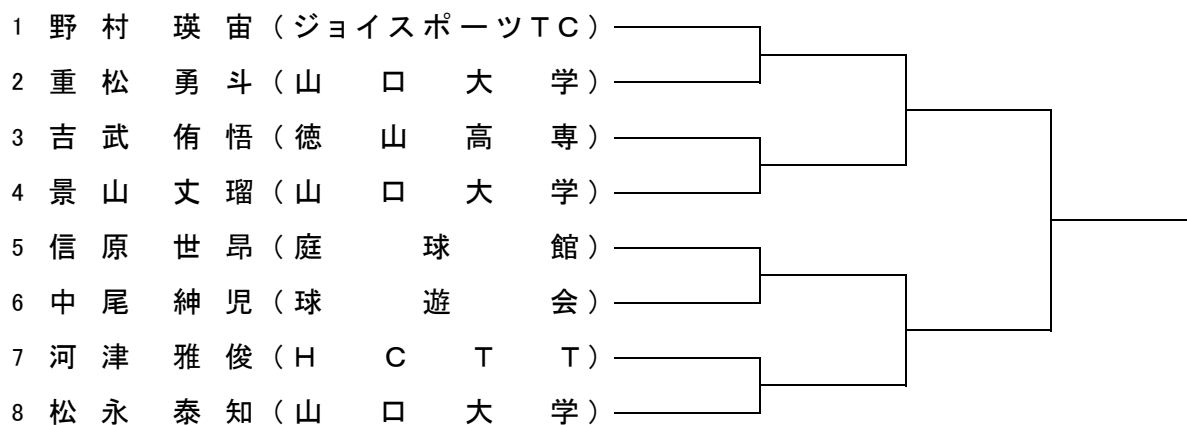 1 野村 瑛宙（ジョイスポーツＴＣ）
2 重松 勇斗（山口大学）
3 吉武 侑悟（徳山高専）
4 景山 丈瑠（山口大学）
5 信原 世昂（庭球館）
6 中尾 紳児（球遊会）
7 河津 雅俊（ＨＣＴＴ）
8 松永 泰知（山口大学）